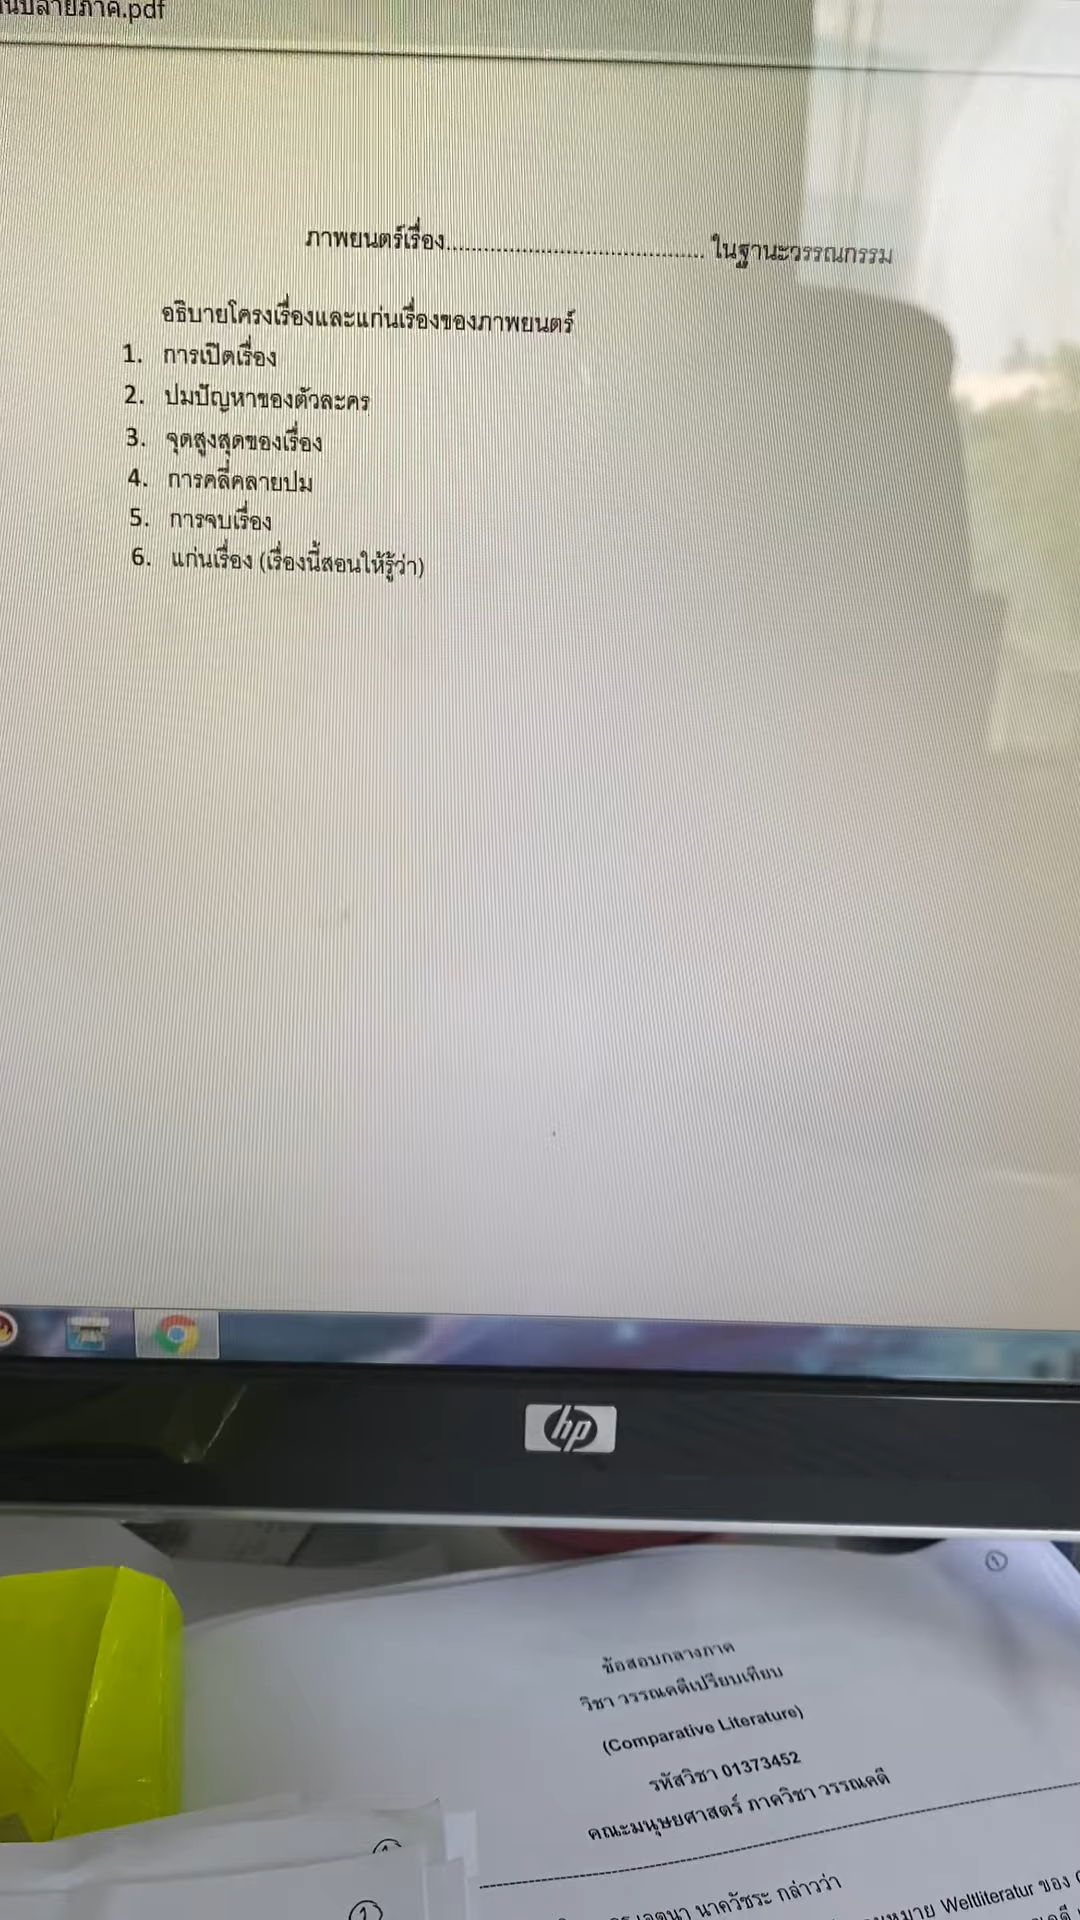 .pdf
ภาพยนตร์เรื่อง.......................................... ในฐานะวรรณกรรม
อธิบายโครงเรื่องและแก่นเรื่องของภาพยนตร์
1. การเปิดเรื่อง
2. ปมปัญหาของตัวละคร
3. จุดสูงสุดของเรื่อง
4. การคลี่คลายปม
5. การจบเรื่อง
6. แก่นเรื่อง (เรื่องนี้สอนให้รู้ว่า)
hp
1
ข้อสอบกลางภาค
วิชา วรรณคดีเปรียบเทียบ
(Comparative Literature)
รหัสวิชา 01373452
คณะมนุษยศาสตร์ ภาควิชา วรรณคดี
นาควัชระ กล่าวว่า
Weltliteratur ของ
1